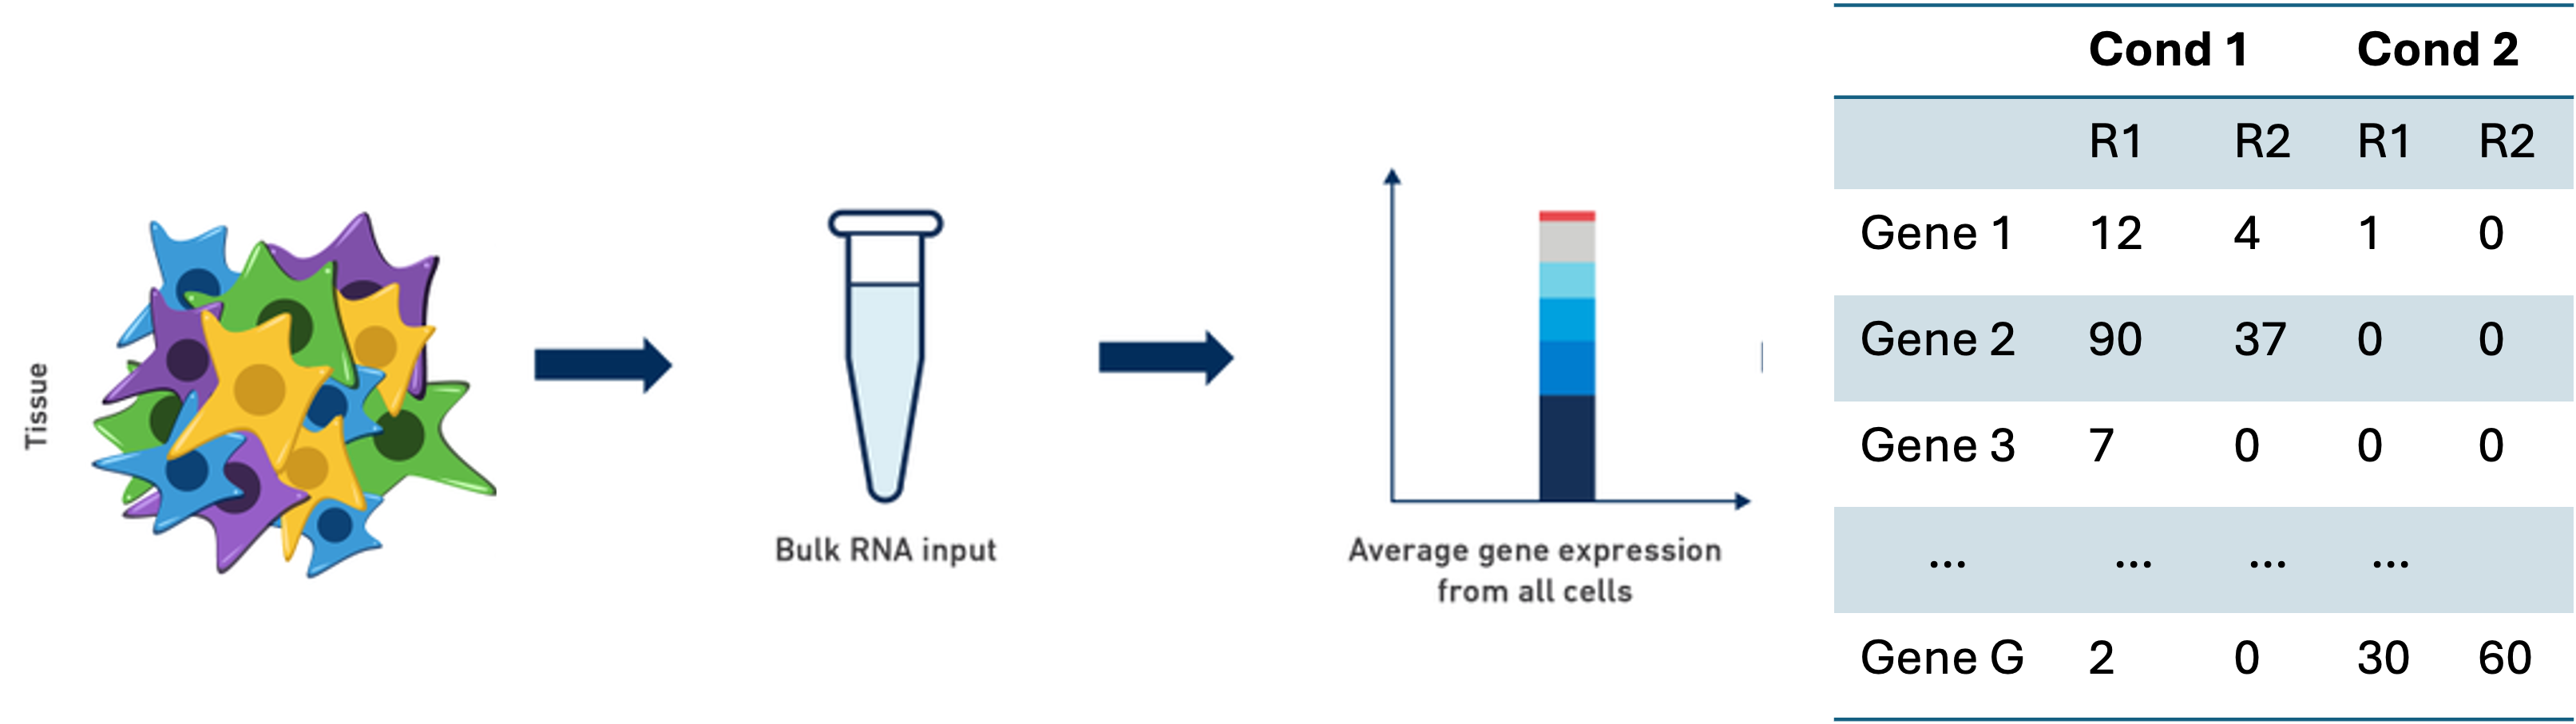 Tissue
Bulk RNA input
Average gene expression
from all cells
Cond 1 Cond 2
R1 R2 R1 R2
Gene 1 12 4 1 0
Gene 2 90 37 0 0
Gene 3 7 0 0 0
... ... ... ...
Gene G 2 0 30 60